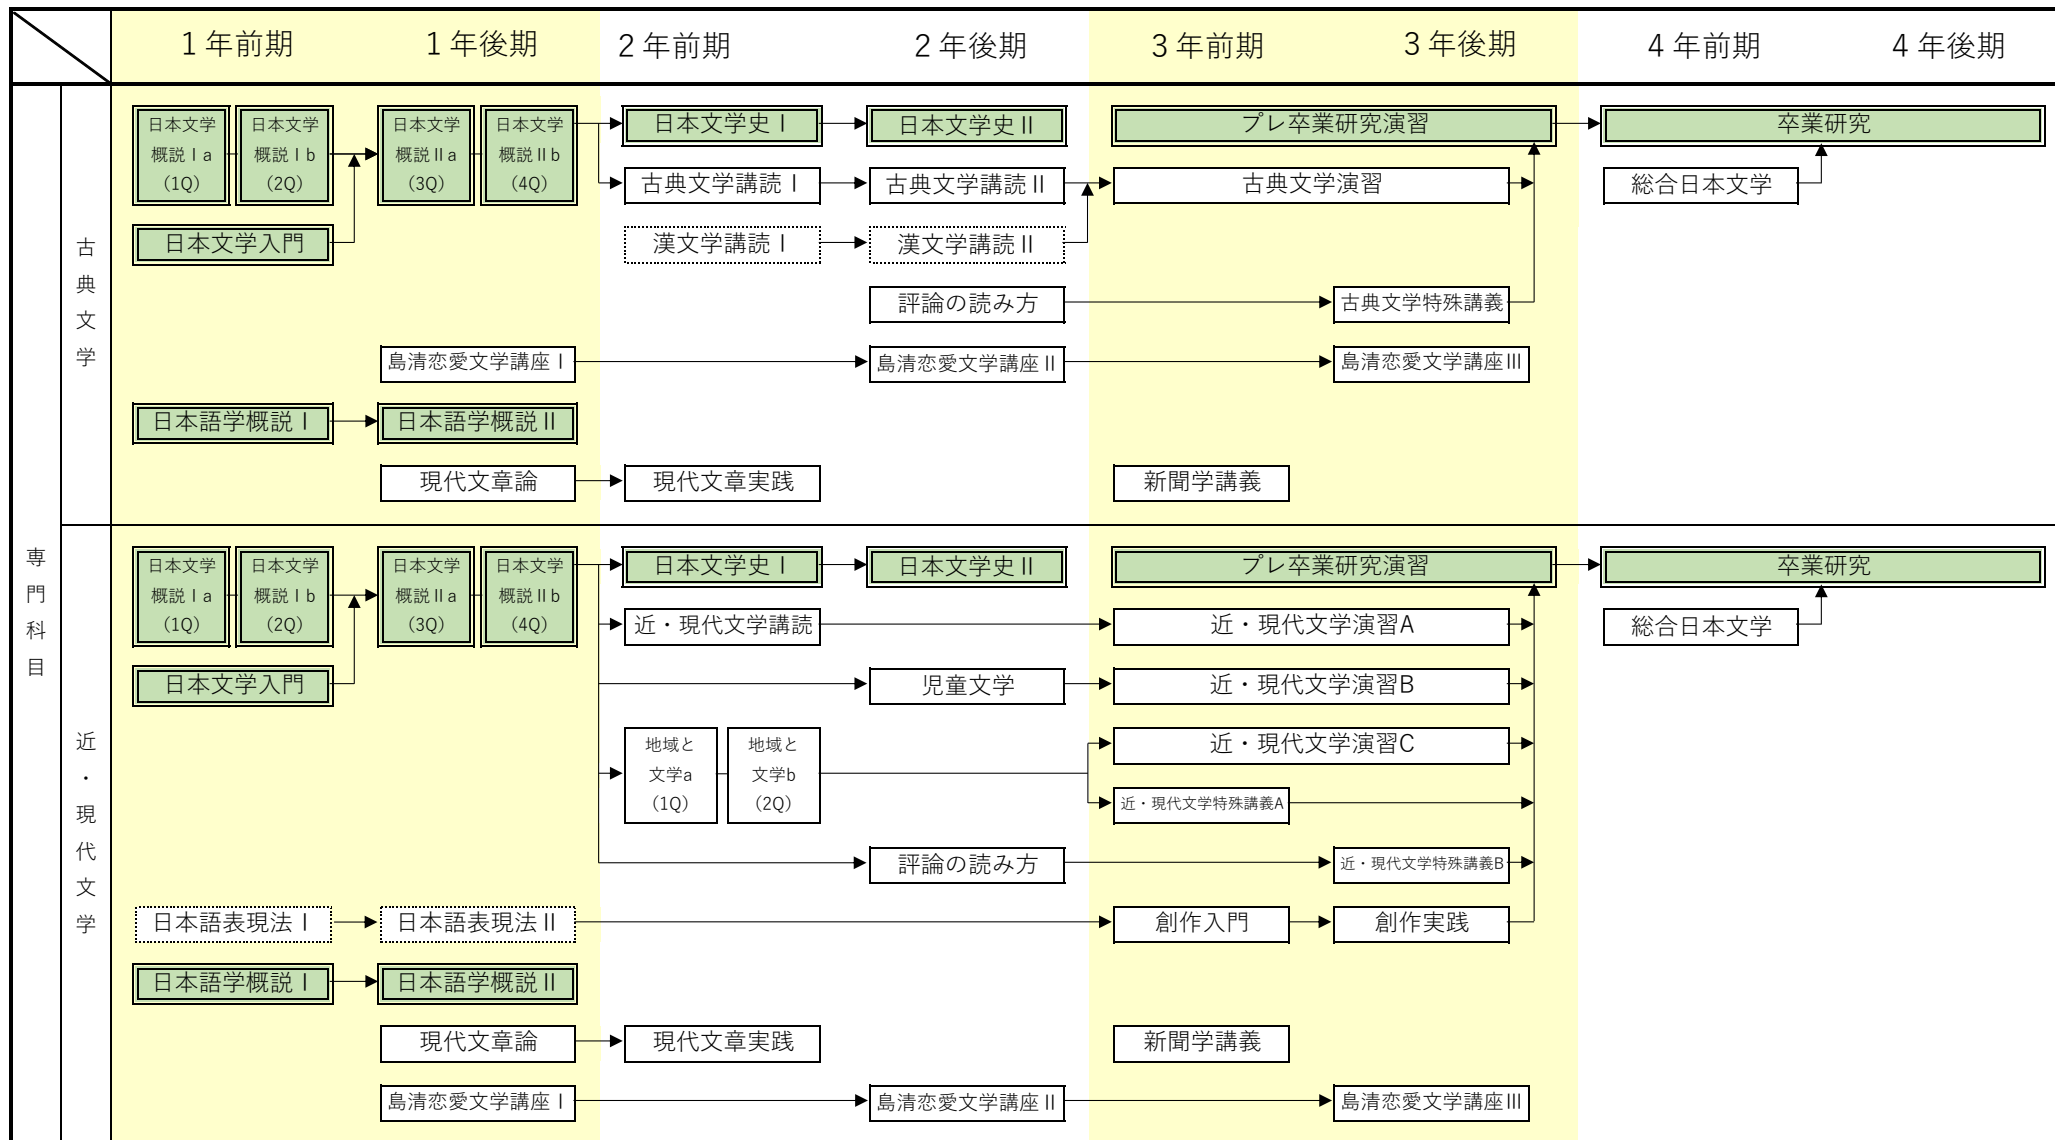 1年前期 1年後期 2年前期 2年後期 3年前期 3年後期 4年前期 4年後期
専門科目
古典文学
日本文学
概説Ⅰa
(1Q)
日本文学
概説Ⅰb
(2Q)
日本文学
概説Ⅱa
(3Q)
日本文学
概説Ⅱb
(4Q)
日本文学史Ⅰ
日本文学史Ⅱ
プレ卒業研究演習
卒業研究
古典文学講読Ⅰ
古典文学講読Ⅱ
古典文学演習
総合日本文学
日本文学入門
漢文学講読Ⅰ
漢文学講読Ⅱ
評論の読み方
古典文学特殊講義
島清恋愛文学講座Ⅰ
島清恋愛文学講座Ⅱ
島清恋愛文学講座Ⅲ
日本語学概説Ⅰ
日本語学概説Ⅱ
現代文章論
現代文章実践
新聞学講義
近・現代文学
日本文学
概説Ⅰa
(1Q)
日本文学
概説Ⅰb
(2Q)
日本文学
概説Ⅱa
(3Q)
日本文学
概説Ⅱb
(4Q)
日本文学史Ⅰ
日本文学史Ⅱ
プレ卒業研究演習
卒業研究
近・現代文学講読
近・現代文学演習A
総合日本文学
日本文学入門
児童文学
近・現代文学演習B
地域と
文学a
(1Q)
地域と
文学b
(2Q)
近・現代文学演習C
近・現代文学特殊講義A
評論の読み方
近・現代文学特殊講義B
日本語表現法Ⅰ
日本語表現法Ⅱ
創作入門
創作実践
日本語学概説Ⅰ
日本語学概説Ⅱ
現代文章論
現代文章実践
新聞学講義
島清恋愛文学講座Ⅰ
島清恋愛文学講座Ⅱ
島清恋愛文学講座Ⅲ